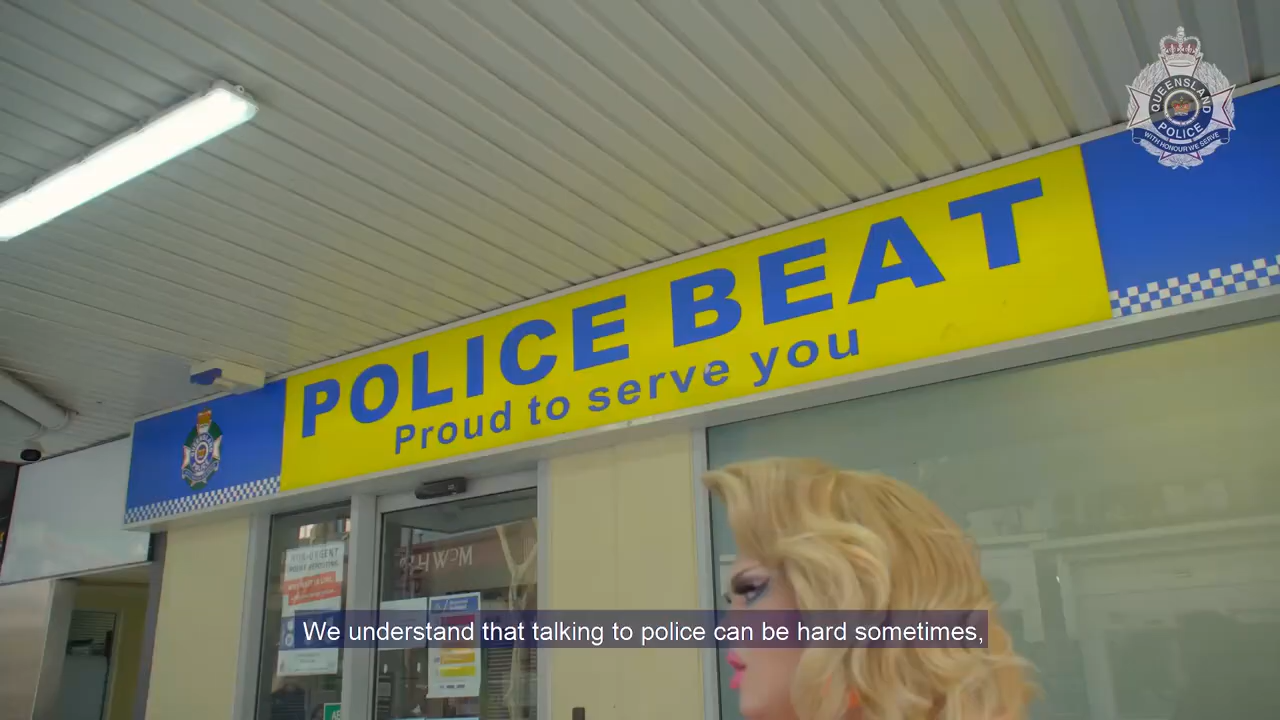 QUEENSLAND
POLICE
WITH HONOUR WE SERVE
POLICE BEAT
Proud to serve you
We understand that talking to police can be hard sometimes,